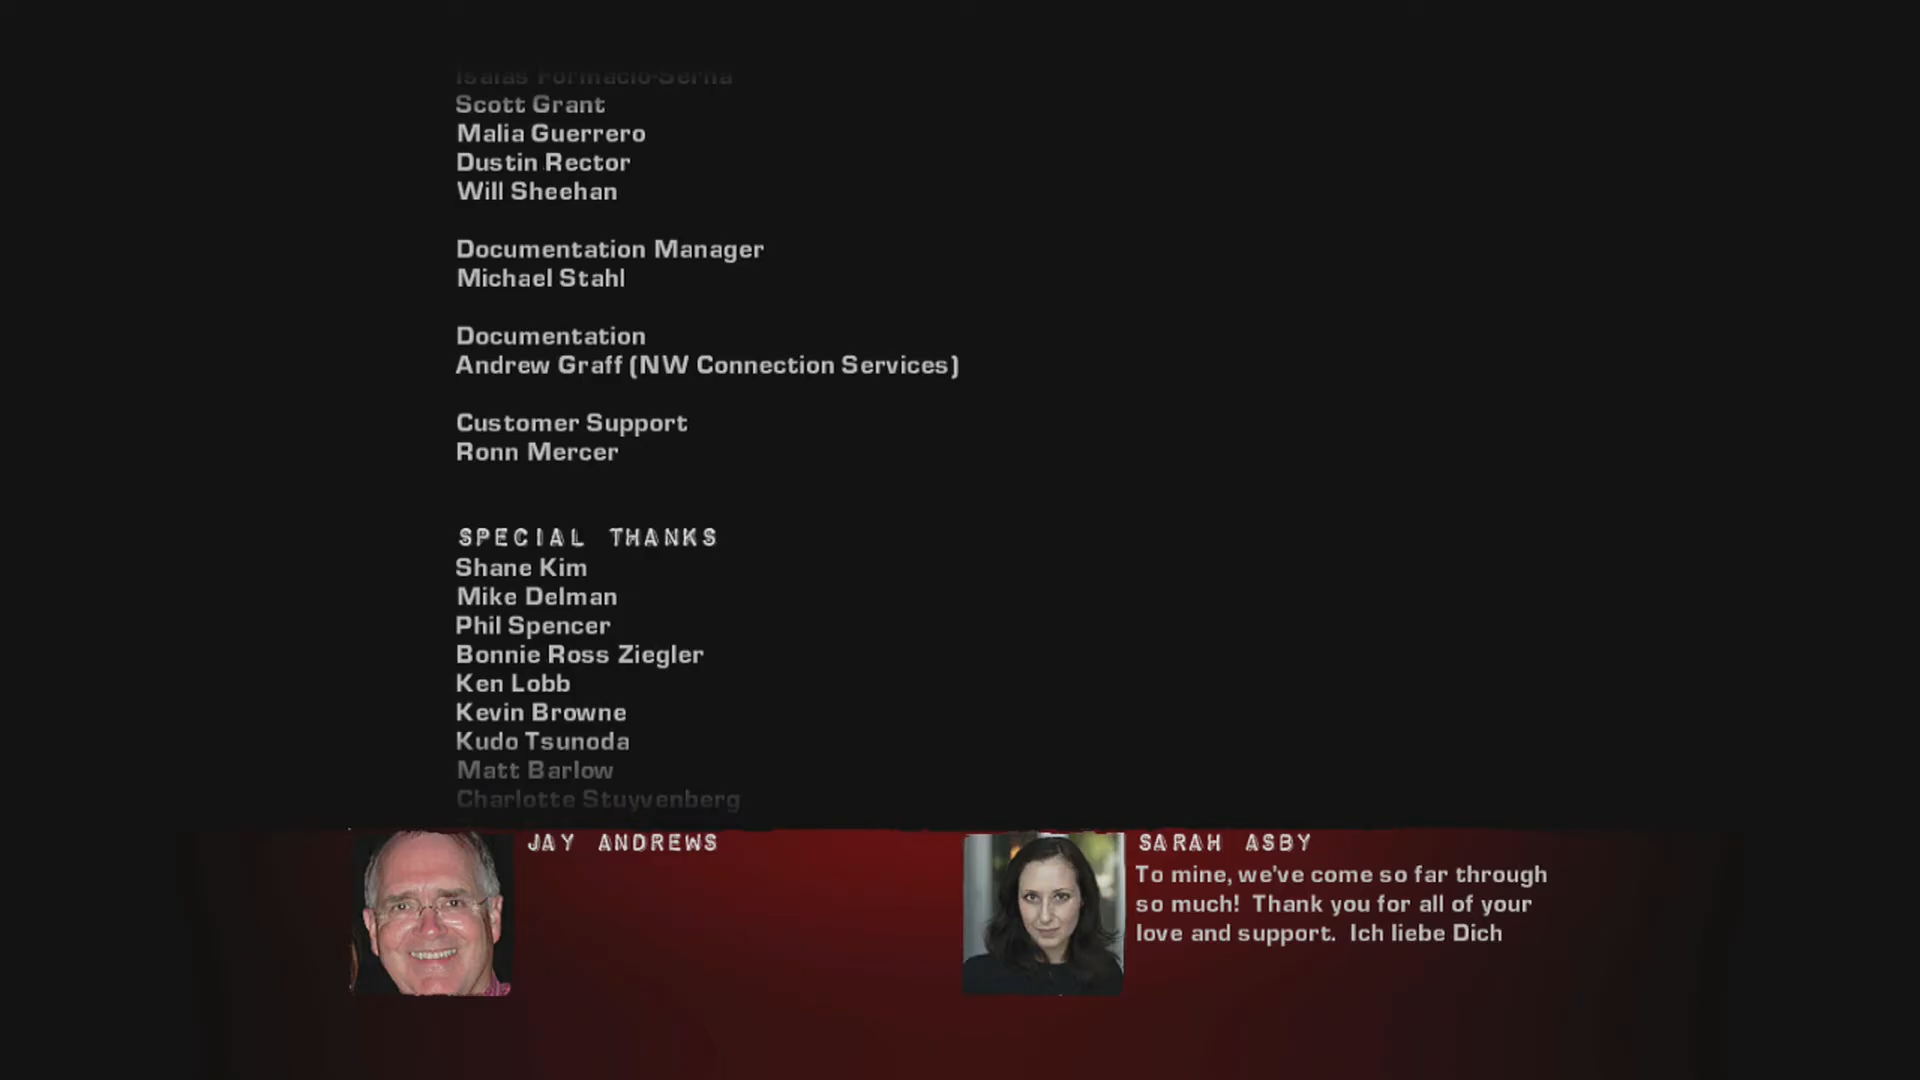 Scott Grant
Malia Guerrero
Dustin Rector
Will Sheehan
Documentation Manager
Michael Stahl
Documentation
Andrew Graff (NW Connection Services)
Customer Support
Ronn Mercer
SPECIAL THANKS
Shane Kim
Mike Delman
Phil Spencer
Bonnie Ross Ziegler
Ken Lobb
Kevin Browne
Kudo Tsunoda
Matt Barlow
Charlotte Stuyvenberg
JAY ANDREWS
SARAH ASBY
To mine, we've come so far through
so much! Thank you for all of your
love and support. Ich liebe Dich